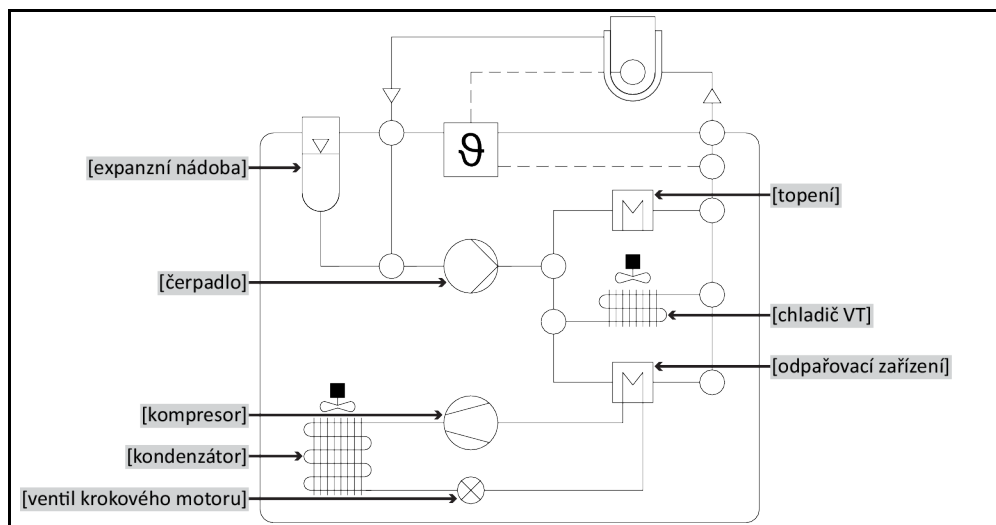 ϑ
[expanzní nádoba]
[topení]
[čerpadlo]
[chladič VT]
[odpařovací zařízení]
[kompresor]
[kondenzátor]
[ventil krokového motoru]